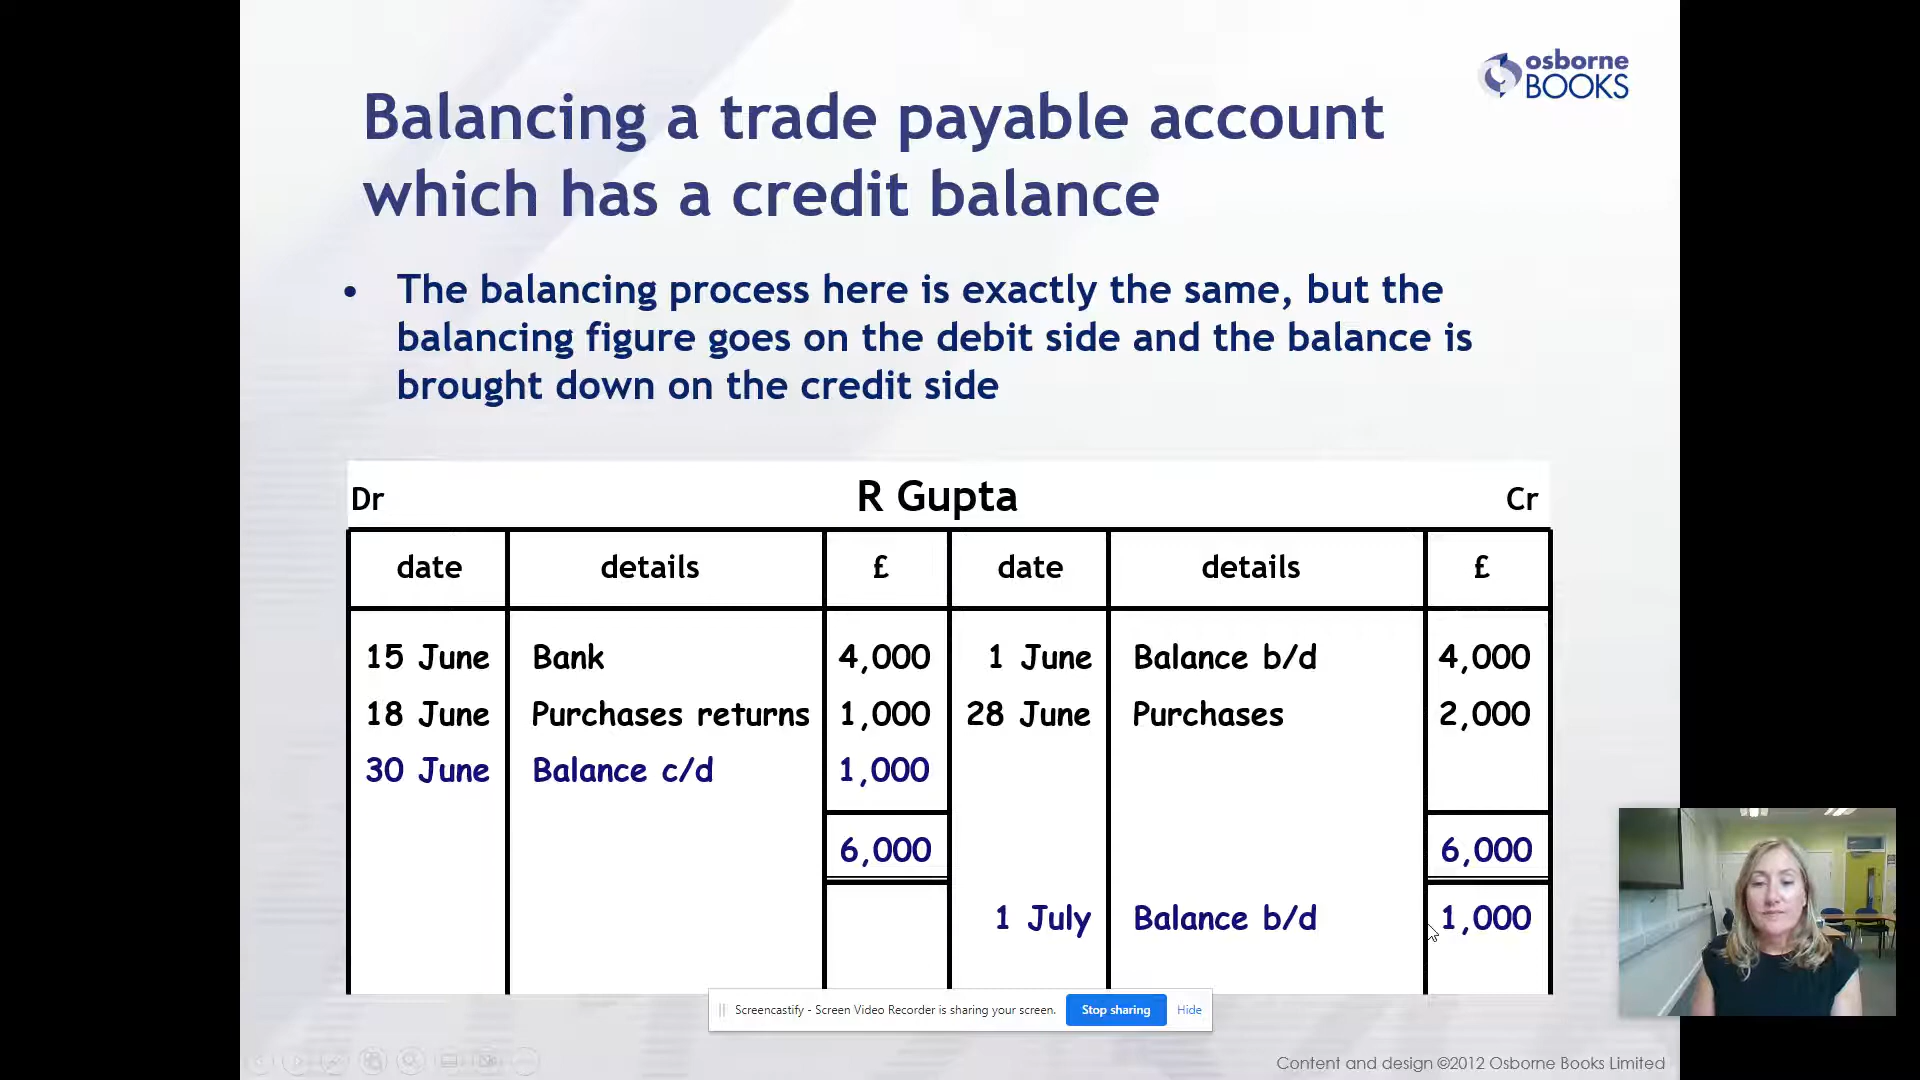 osborne
BOOKS
Balancing a trade payable account
which has a credit balance
• The balancing process here is exactly the same, but the
balancing figure goes on the debit side and the balance is
brought down on the credit side
Dr R Gupta Cr
date details £ date details £
15 June Bank 4,000 1 June Balance b/d 4,000
18 June Purchases returns 1,000 28 June Purchases 2,000
30 June Balance c/d 1,000
6,000 6,000
1 July Balance b/d 1,000
Screencastify - Screen Video Recorder is sharing your screen. Stop sharing Hide
Content and design ©2012 Osborne Books Limited